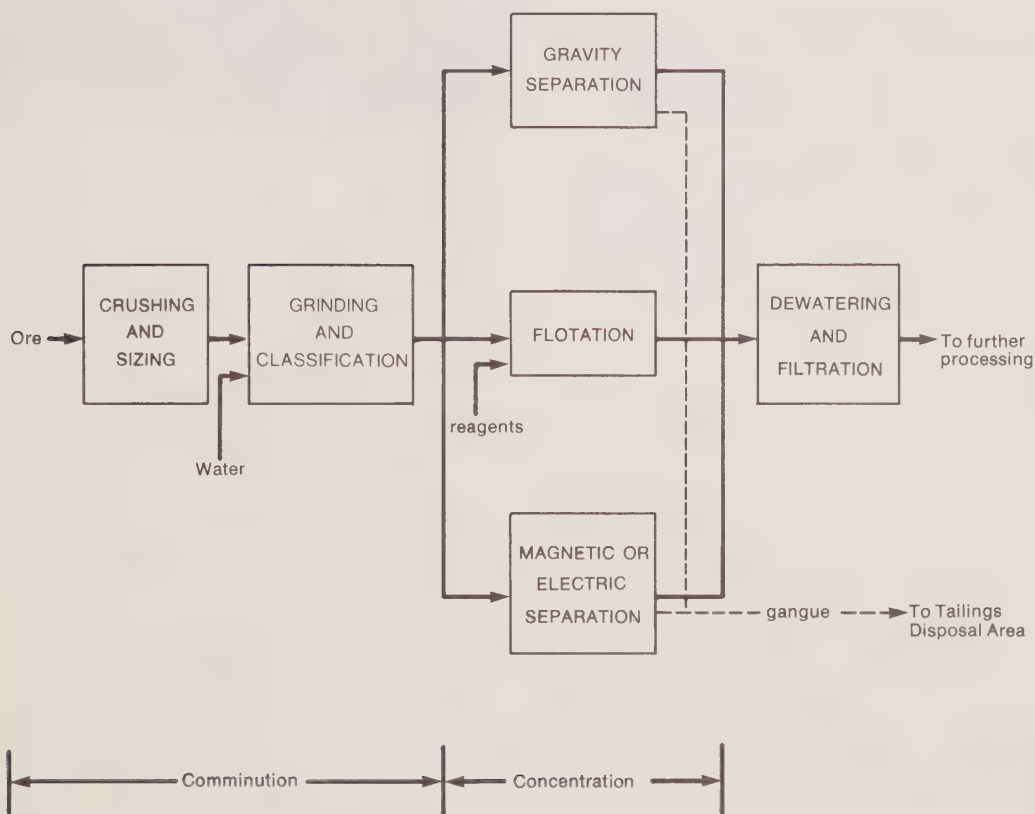 GRAVITY
SEPARATION
Ore
CRUSHING
AND
SIZING
GRINDING
AND
CLASSIFICATION
Water
FLOTATION
reagents
DEWATERING
AND
FILTRATION
To further
processing
MAGNETIC OR
ELECTRIC
SEPARATION
gangue
To Tailings
Disposal Area
Comminution
Concentration